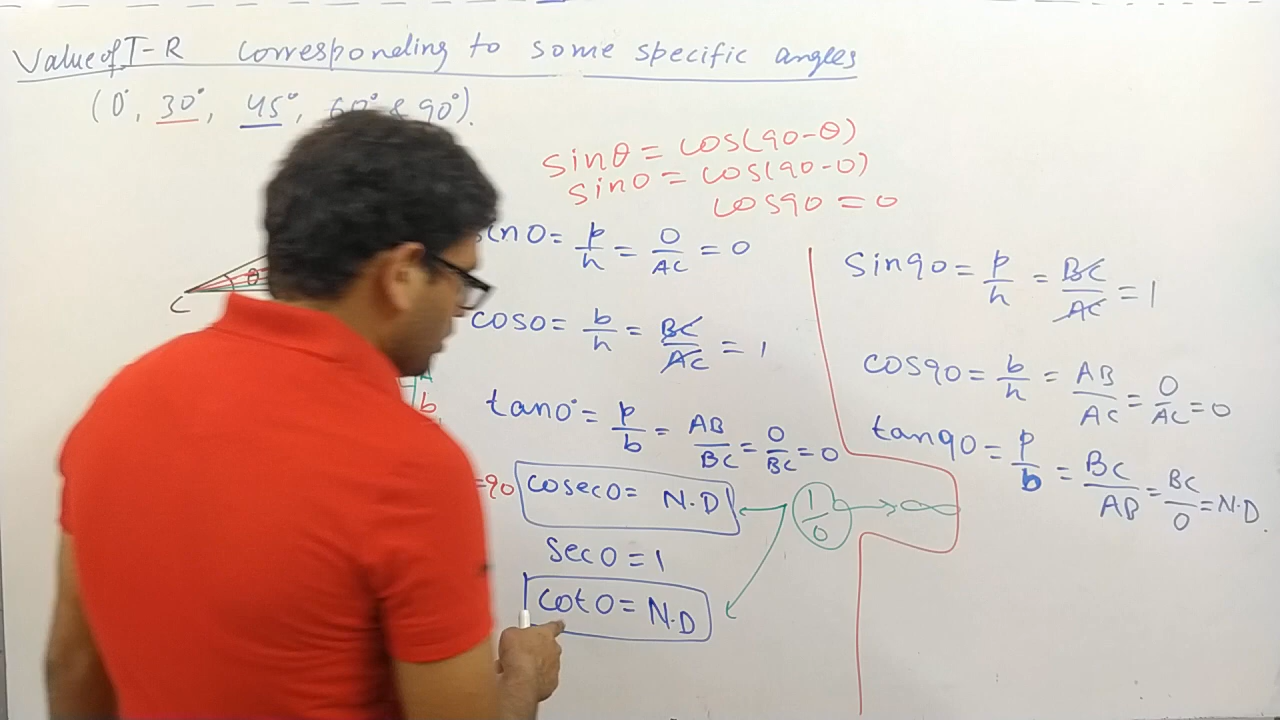 Value of T-R corresponding to some specific angles
(0°, 30°, 45°, 60° & 90°).
sinθ = cos(90-θ)
sin0 = cos(90-0)
cos90 = 0
θ
C
b
=90
sin0 = p/h = 0/AC = 0
cos0 = b/h = BC/AC = 1
tan0° = p/b = AB/BC = 0/BC = 0
cosec0 = N.D
sec0 = 1
cot0 = N.D
1/0 → ∞
sin90 = p/h = BC/AC = 1
cos90 = b/h = AB/AC = 0/AC = 0
tan90 = p/b = BC/AB = BC/0 = N.D.